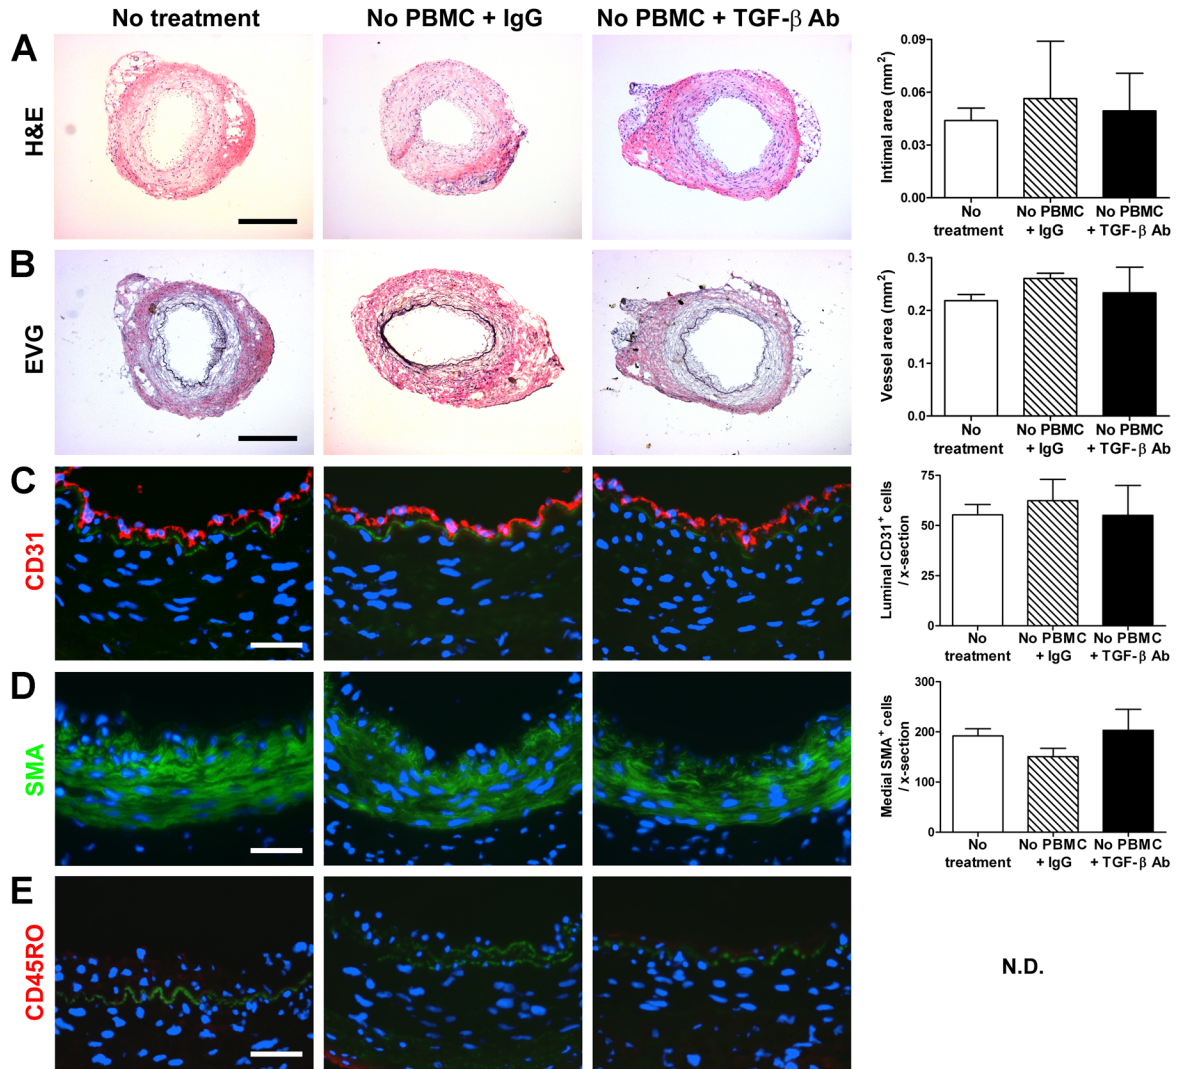 No treatment
No PBMC + IgG
No PBMC + TGF-β Ab
A
H&E
Intimal area (mm²)
0.09
0.06
0.03
0.00
No treatment
No PBMC + IgG
No PBMC + TGF-β Ab
B
EVG
Vessel area (mm²)
0.3
0.2
0.1
0.0
No treatment
No PBMC + IgG
No PBMC + TGF-β Ab
C
CD31
Luminal CD31⁺ cells
/ x-section
75
50
25
0
No treatment
No PBMC + IgG
No PBMC + TGF-β Ab
D
SMA
Medial SMA⁺ cells
/ x-section
300
200
100
0
No treatment
No PBMC + IgG
No PBMC + TGF-β Ab
E
CD45RO
N.D.